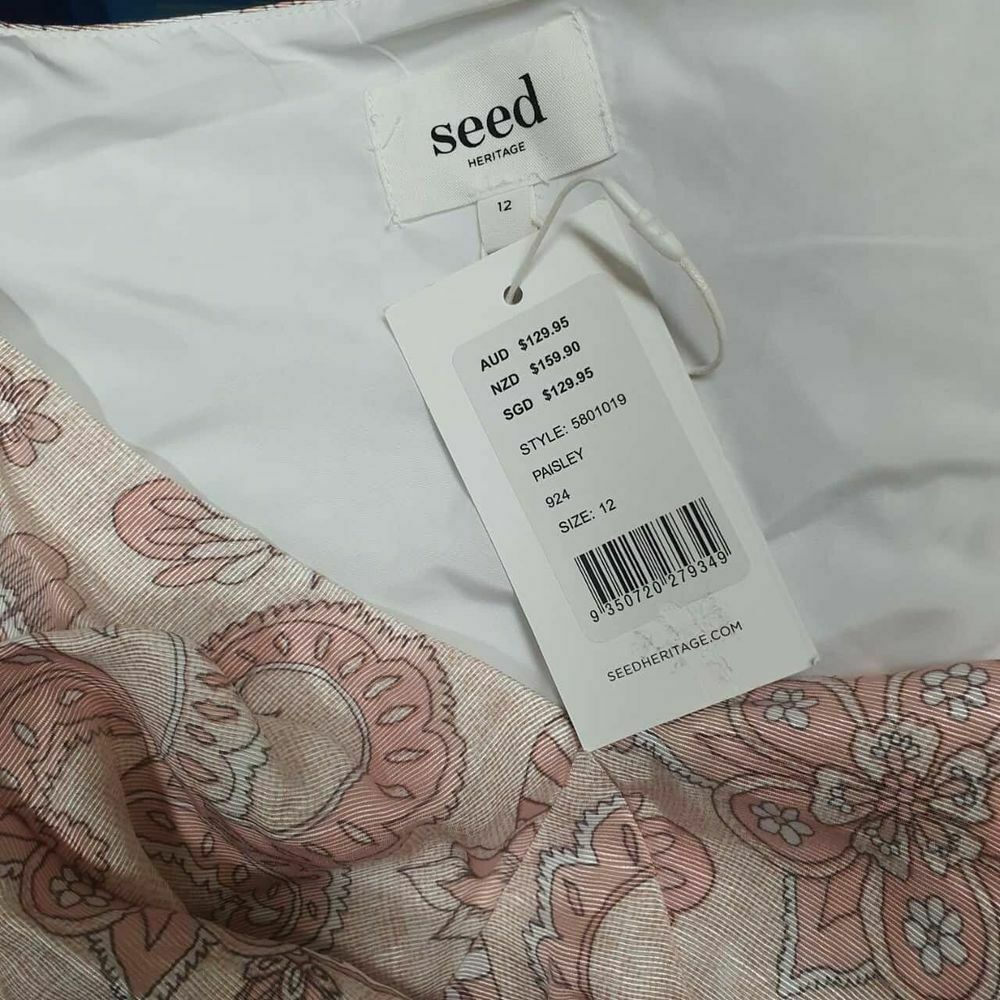 seed
HERITAGE
12
AUD $129.95
NZD $159.90
SGD $129.95
STYLE: 5801019
PAISLEY
924
SIZE: 12
9 350720 279349
SEEDHERITAGE.COM